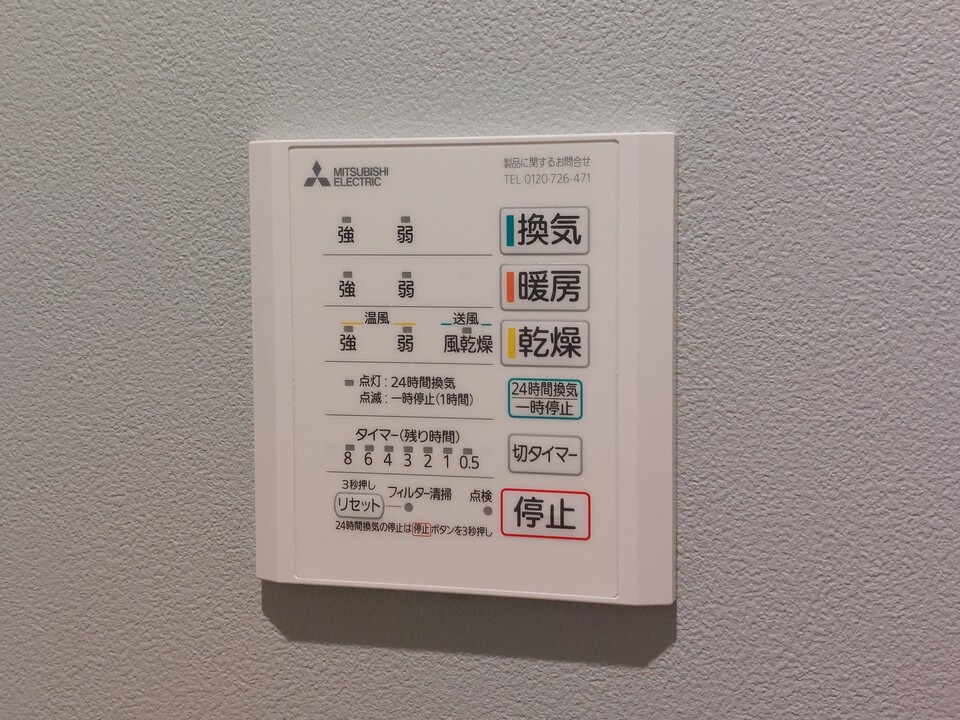 MITSUBISHI
ELECTRIC
製品に関するお問合せ
TEL:0120-726-471
強 弱 換気
強 弱 暖房
温風 送風
強 弱 風乾燥 乾燥
点灯:24時間換気
点滅:一時停止(1時間)
24時間換気
一時停止
タイマー(残り時間)
8 6 4 3 2 1 0.5
切タイマー
3秒押し
リセット フィルター清掃 点検
停止
24時間換気の停止は停止ボタンを3秒押し